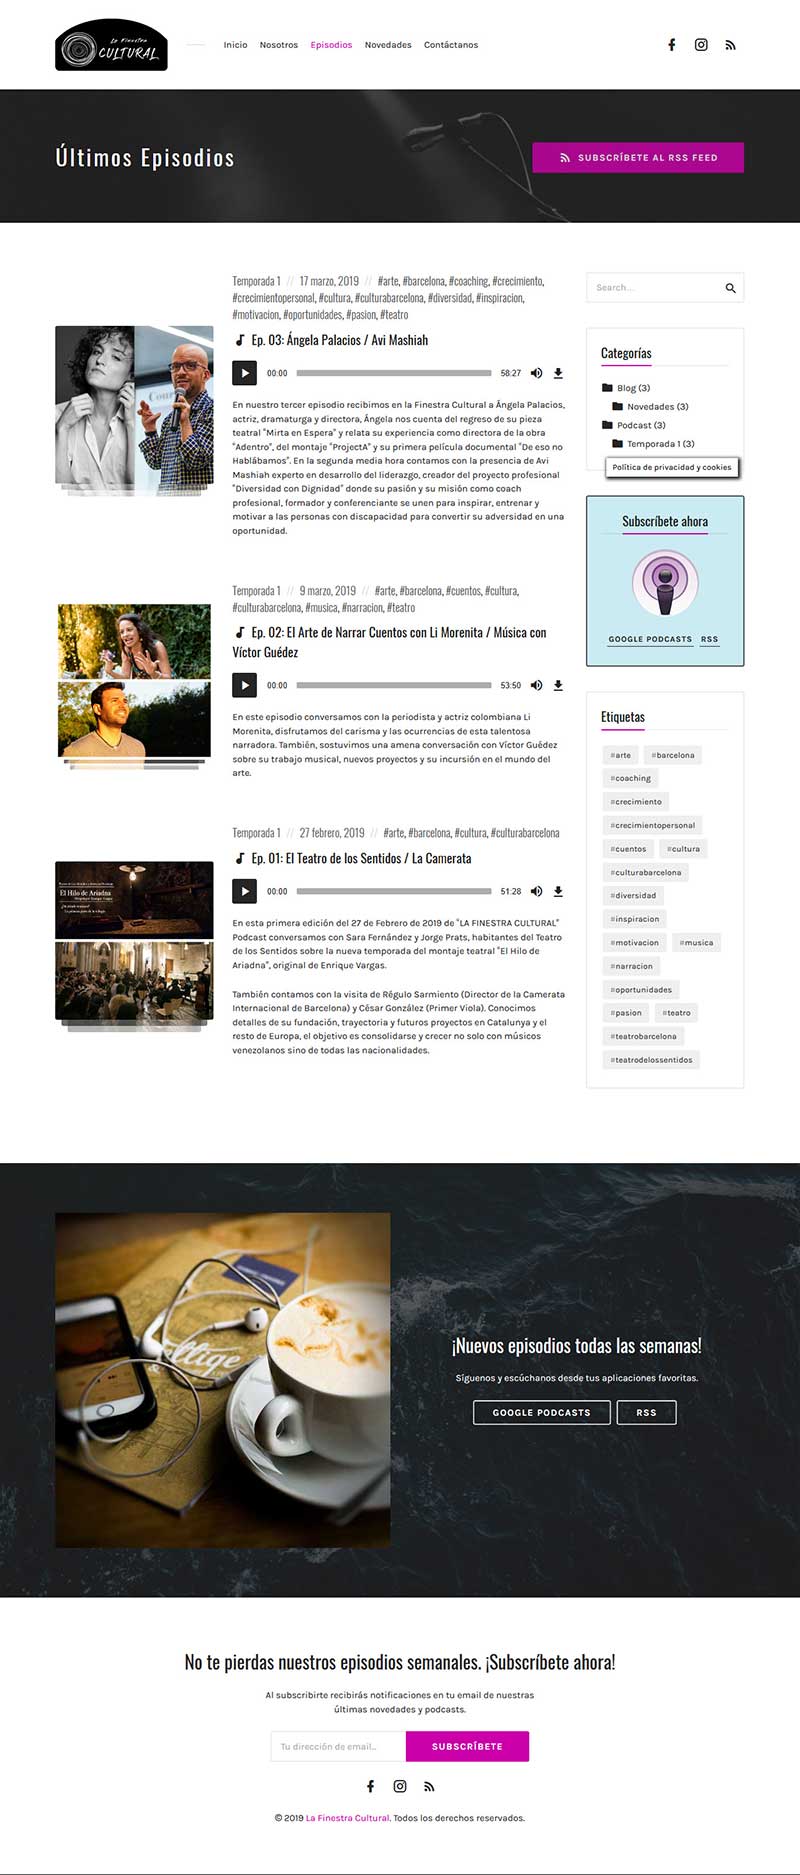 La Finestra
CULTURAL
Inicio Nosotros Episodios Novedades Contáctanos
Últimos Episodios
SUBSCRÍBETE AL RSS FEED
Temporada 1 // 17 marzo, 2019 // #arte, #barcelona, #coaching, #crecimiento,
#crecimientopersonal, #cultura, #culturabarcelona, #diversidad, #inspiracion,
#motivacion, #oportunidades, #pasion, #teatro
Ep. 03: Ángela Palacios / Avi Mashiah
00:00 58:27
En nuestro tercer episodio recibimos en la Finestra Cultural a Ángela Palacios,
actriz, dramaturga y directora, Ángela nos cuenta del regreso de su pieza
teatral "Mirta en Espera" y relata su experiencia como directora de la obra
"Adentro", del montaje "ProjectA" y su primera película documental "De eso no
Hablábamos". En la segunda media hora contamos con la presencia de Avi
Mashiah experto en desarrollo del liderazgo, creador del proyecto profesional
"Diversidad con Dignidad" donde su pasión y su misión como coach
profesional, formador y conferenciante se unen para inspirar, entrenar y
motivar a las personas con discapacidad para convertir su adversidad en una
oportunidad.
Temporada 1 // 9 marzo, 2019 // #arte, #barcelona, #cuentos, #cultura,
#culturabarcelona, #musica, #narracion, #teatro
Ep. 02: El Arte de Narrar Cuentos con Li Morenita / Música con
Víctor Guédez
00:00 53:50
En este episodio conversamos con la periodista y actriz colombiana Li
Morenita, disfrutamos del carisma y las ocurrencias de esta talentosa
narradora. También, sostuvimos una amena conversación con Víctor Guédez
sobre su trabajo musical, nuevos proyectos y su incursión en el mundo del
arte.
Temporada 1 // 27 febrero, 2019 // #arte, #barcelona, #cultura, #culturabarcelona
El Hilo de Ariadna
Ep. 01: El Teatro de los Sentidos / La Camerata
00:00 51:28
En esta primera edición del 27 de Febrero de 2019 de "LA FINESTRA CULTURAL"
Podcast conversamos con Sara Fernández y Jorge Prats, habitantes del Teatro
de los Sentidos sobre la nueva temporada del montaje teatral "El Hilo de
Ariadna", original de Enrique Vargas.
También contamos con la visita de Régulo Sarmiento (Director de la Camerata
Internacional de Barcelona) y César González (Primer Viola). Conocimos
detalles de su fundación, trayectoria y futuros proyectos en Catalunya y el
resto de Europa, el objetivo es consolidarse y crecer no solo con músicos
venezolanos sino de todas las nacionalidades.
Search...
Categorías
Blog (3)
Novedades (3)
Podcast (3)
Temporada 1 (3)
Política de privacidad y cookies
Subscríbete ahora
GOOGLE PODCASTS RSS
Etiquetas
#arte #barcelona
#coaching
#crecimiento
#crecimientopersonal
#cuentos #cultura
#culturabarcelona
#diversidad
#inspiracion
#motivacion #musica
#narracion
#oportunidades
#pasion #teatro
#teatrobarcelona
#teatrodelossentidos
¡Nuevos episodios todas las semanas!
Síguenos y escúchanos desde tus aplicaciones favoritas.
GOOGLE PODCASTS RSS
No te pierdas nuestros episodios semanales. ¡Subscríbete ahora!
Al subscribirte recibirás notificaciones en tu email de nuestras
últimas novedades y podcasts.
Tu dirección de email... SUBSCRÍBETE
© 2019 La Finestra Cultural. Todos los derechos reservados.